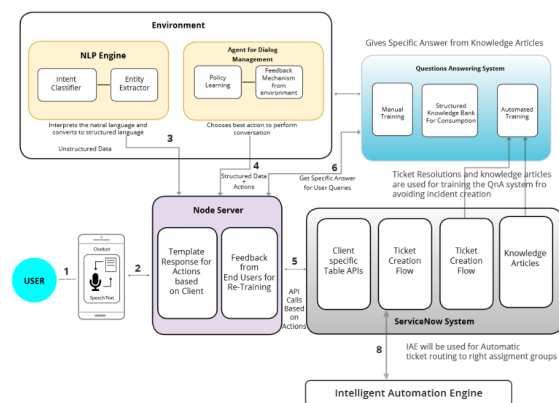 Environment
NLP Engine
Intent
Classifier
Entity
Extractor
Interprets the natral language and
converts to structured language
Agent for Dialog
Management
Policy
Learning
Feedback
Mechanism
from
environment
Chooses best action to perform
conversation
Gives Specific Answer from Knowledge Articles
Questions Answering System
Manual
Training
Structured
Knowledge Bank
For Consumption
Automated
Training
3
Unstructured Data
4
Structured Data
+
Actions
6
Get Specific Answer
for User Queries
Ticket Resolutions and knowledge articles
are used for training the QnA system fro
avoiding incident creation
Node Server
Template
Response for
Actions
based
on Client
Feedback
from
End Users for
Re-Training
USER
1
Chatbot
SpeechText
2
5
API
Calls
Based
on
Actions
Client
specific
Table APIs
Ticket
Creation
Flow
Ticket
Creation
Flow
Knowledge
Articles
ServiceNow System
8
IAE will be used for Automatic
ticket routing to right assigment groups
Intelligent Automation Engine